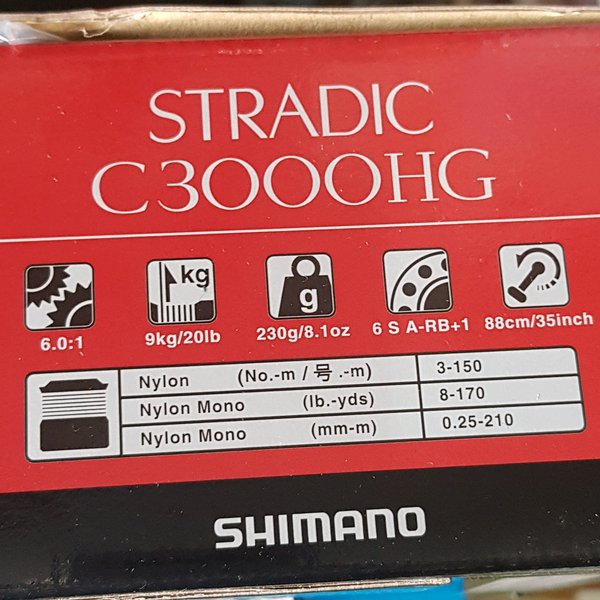 STRADIC
C3000HG
kg
g
6.0:1
9kg/20lb
230g/8.1oz
6 S A-RB+1
88cm/35inch
Nylon (No.-m / 号 .-m) 3-150
Nylon Mono (lb.-yds) 8-170
Nylon Mono (mm-m) 0.25-210
SHIMANO